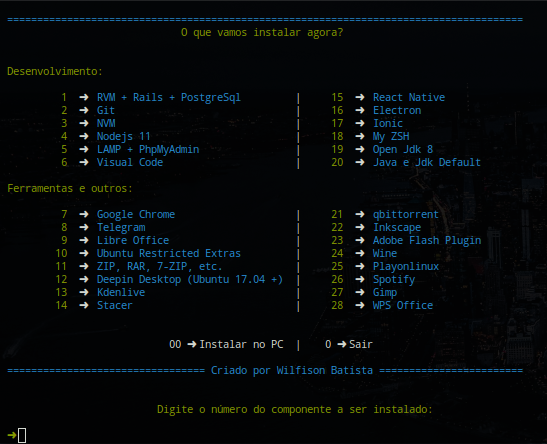 ======================================================================================
O que vamos instalar agora?
Desenvolvimento:
1 ➜ RVM + Rails + PostgreSql | 15 ➜ React Native
2 ➜ Git | 16 ➜ Electron
3 ➜ NVM | 17 ➜ Ionic
4 ➜ Nodejs 11 | 18 ➜ My ZSH
5 ➜ LAMP + PhpMyAdmin | 19 ➜ Open Jdk 8
6 ➜ Visual Code | 20 ➜ Java e Jdk Default
Ferramentas e outros:
7 ➜ Google Chrome | 21 ➜ qbittorrent
8 ➜ Telegram | 22 ➜ Inkscape
9 ➜ Libre Office | 23 ➜ Adobe Flash Plugin
10 ➜ Ubuntu Restricted Extras | 24 ➜ Wine
11 ➜ ZIP, RAR, 7-ZIP, etc. | 25 ➜ Playonlinux
12 ➜ Deepin Desktop (Ubuntu 17.04 +) | 26 ➜ Spotify
13 ➜ Kdenlive | 27 ➜ Gimp
14 ➜ Stacer | 28 ➜ WPS Office
00 ➜Instalar no PC | 0 ➜Sair
================================= Criado por Wilfison Batista ========================
Digite o número do componente a ser instalado:
➜